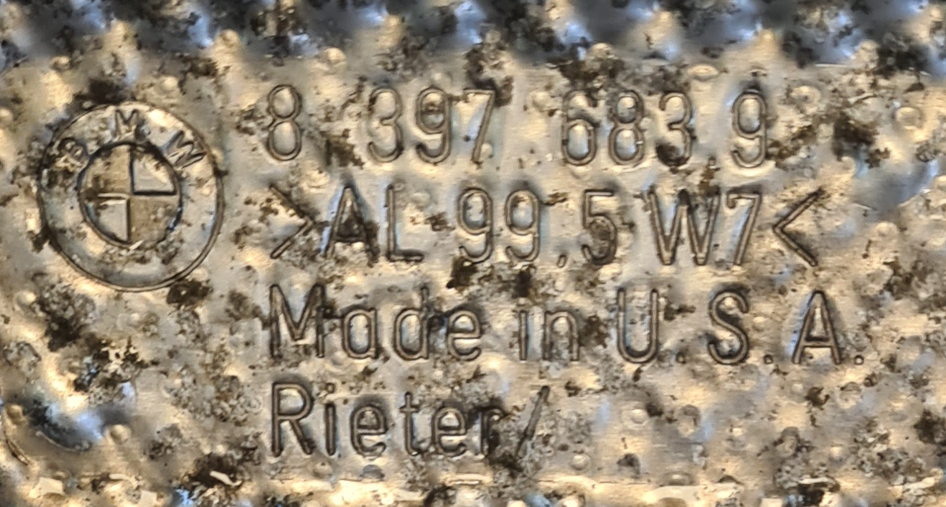 BMW
8 397 683 9
>AL 99,5 W7<
Made in U.S.A.
Rieter/